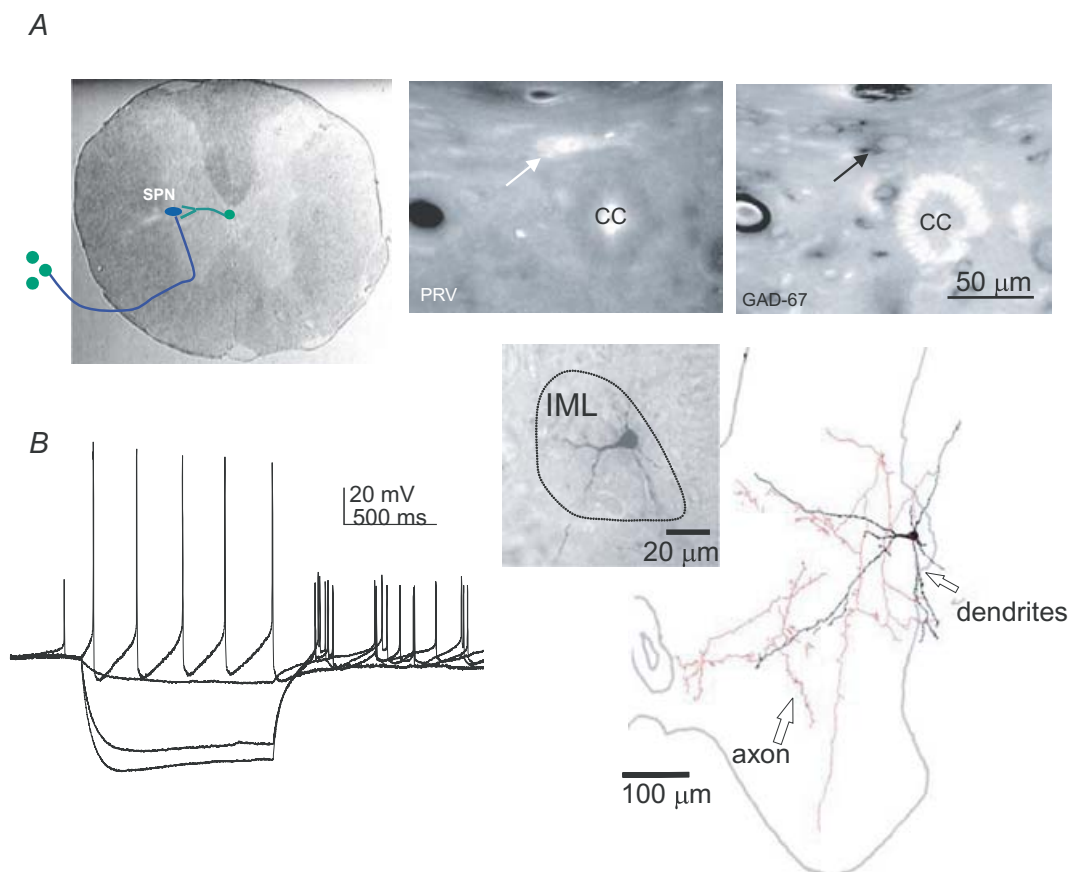 A
SPN
CC
PRV
CC
GAD-67
50 μm
B
20 mV
500 ms
IML
20 μm
dendrites
axon
100 μm